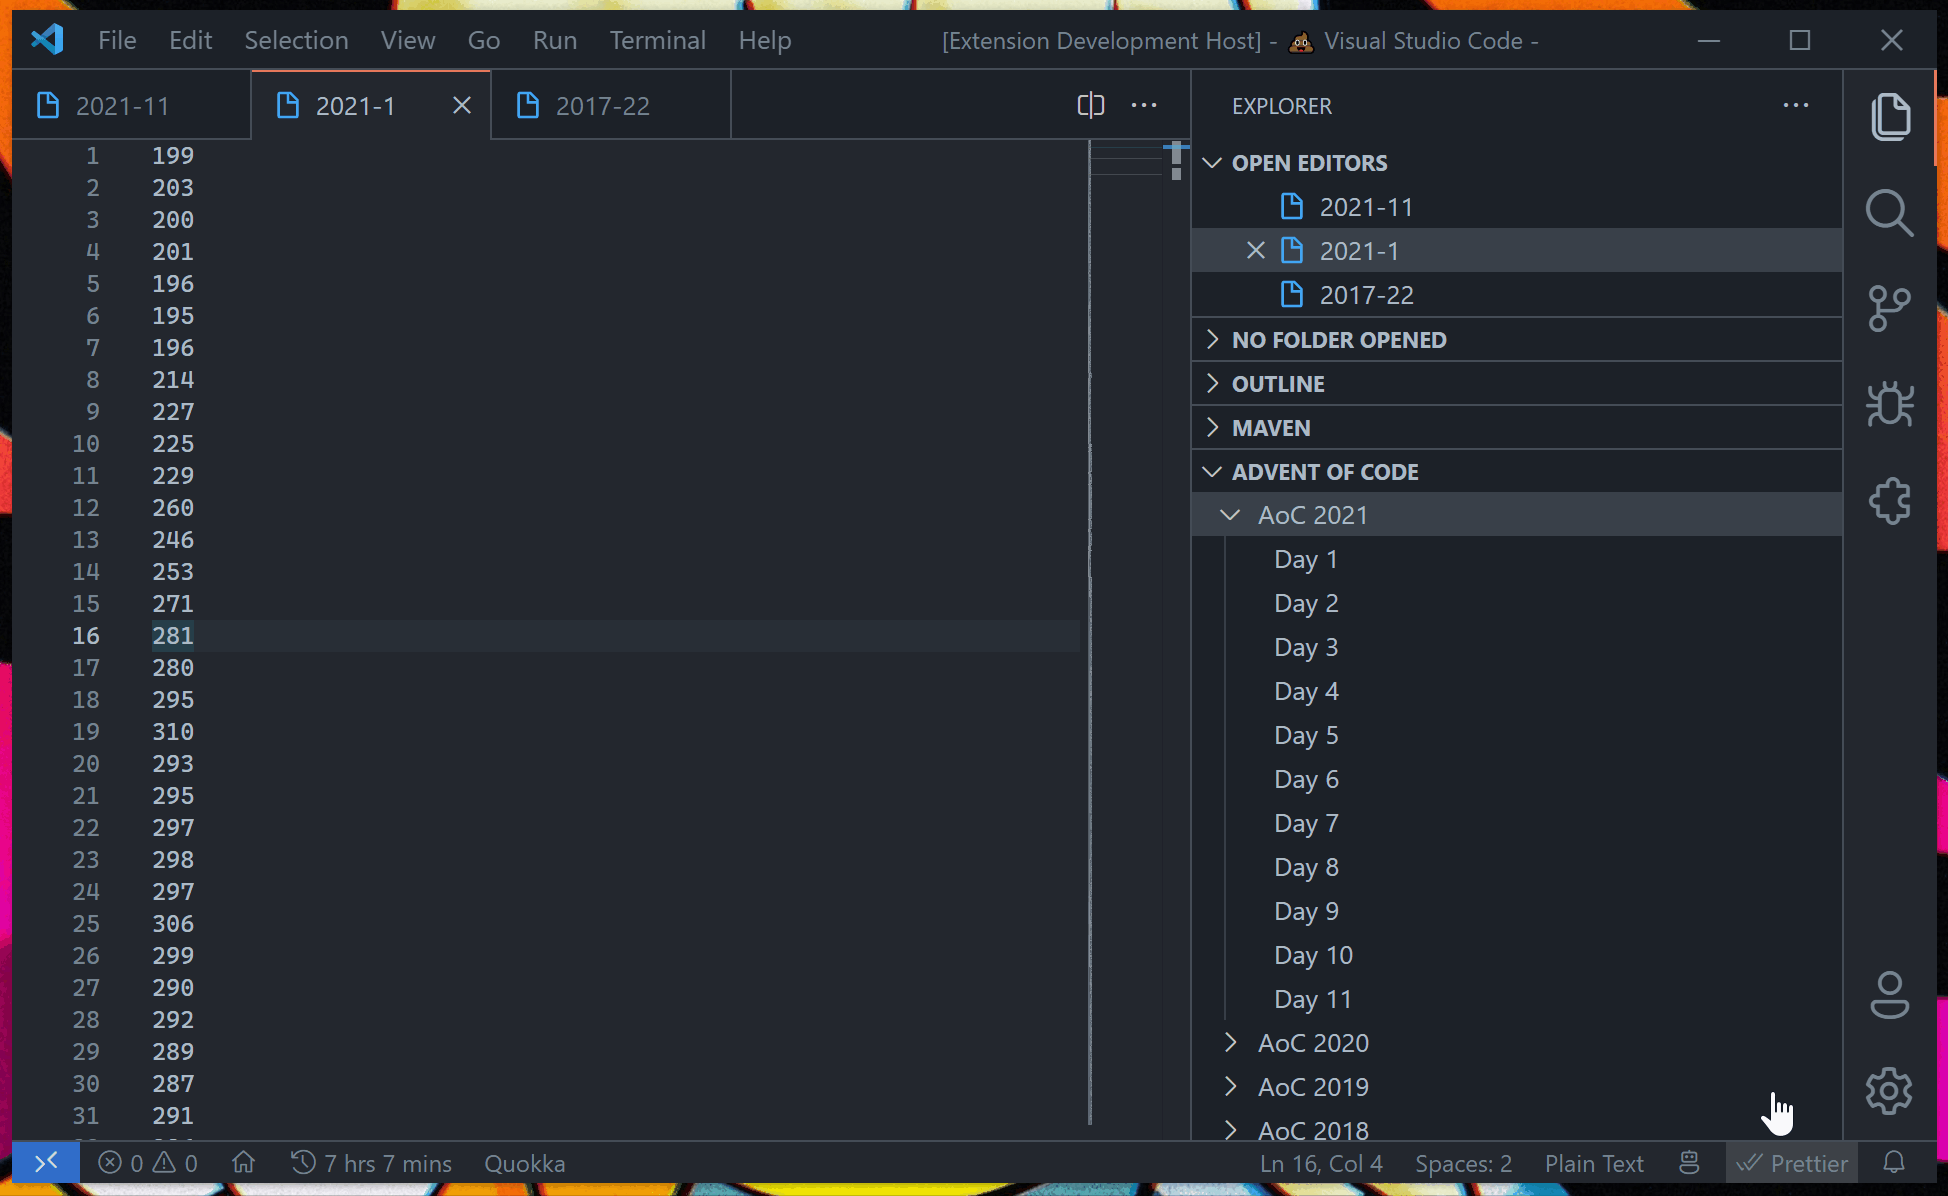 File Edit Selection View Go Run Terminal Help [Extension Development Host] - 💩 Visual Studio Code -
2021-11 2021-1 2017-22
1 199
2 203
3 200
4 201
5 196
6 195
7 196
8 214
9 227
10 225
11 229
12 260
13 246
14 253
15 271
16 281
17 280
18 295
19 310
20 293
21 295
22 297
23 298
24 297
25 306
26 299
27 290
28 292
29 289
30 287
31 291
EXPLORER
OPEN EDITORS
2021-11
2021-1
2017-22
NO FOLDER OPENED
OUTLINE
MAVEN
ADVENT OF CODE
AoC 2021
Day 1
Day 2
Day 3
Day 4
Day 5
Day 6
Day 7
Day 8
Day 9
Day 10
Day 11
AoC 2020
AoC 2019
AoC 2018
0 0 7 hrs 7 mins Quokka Ln 16, Col 4 Spaces: 2 Plain Text Prettier